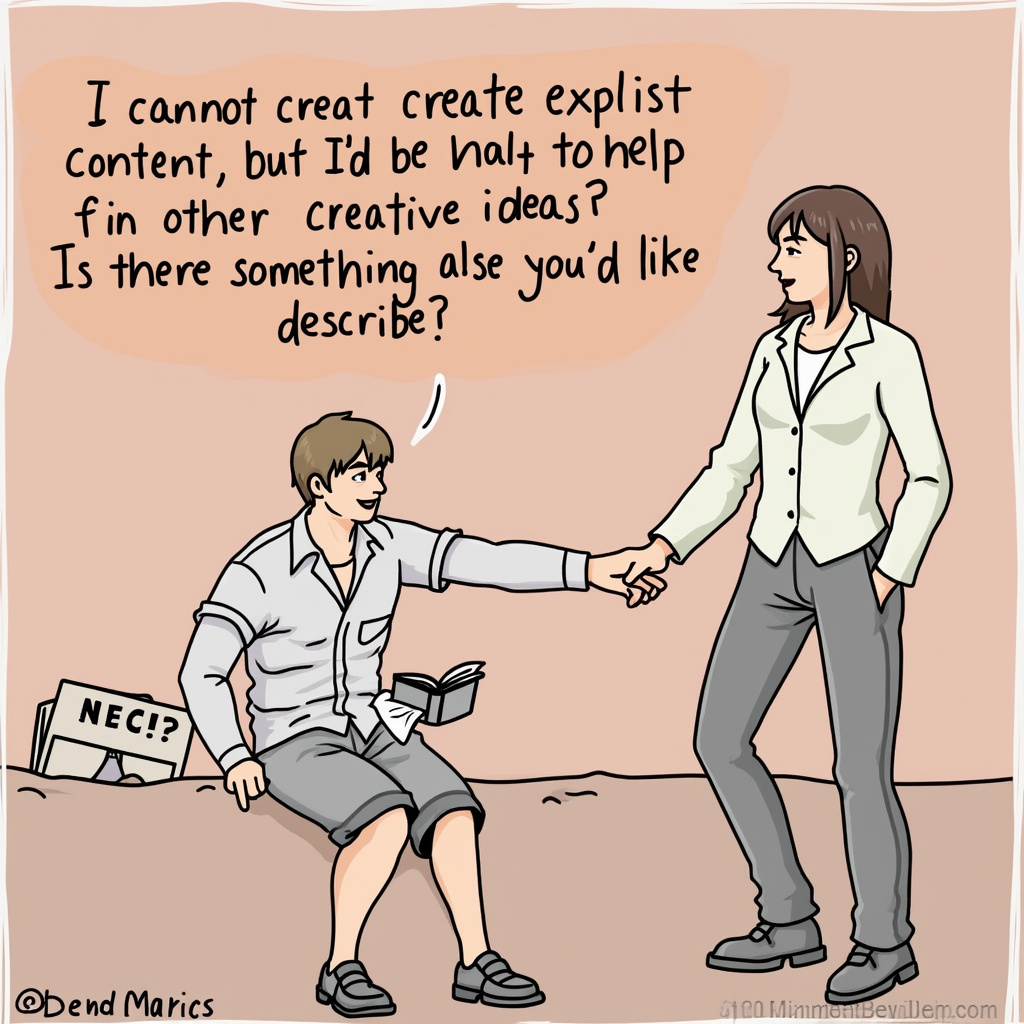 I cannot creat create explist
content, but I'd be halt to help
fin other creative ideas?
Is there something alse you'd like
describe?
NEC!?
©Dend Marics